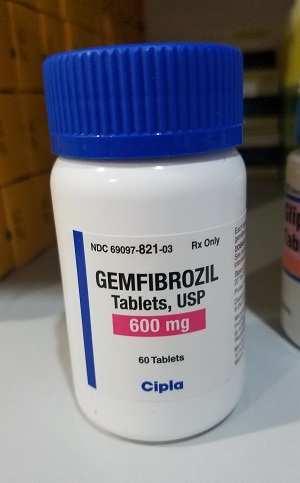 NDC 69097-821-03 Rx Only
GEMFIBROZIL
Tablets, USP
600 mg
60 Tablets
Cipla